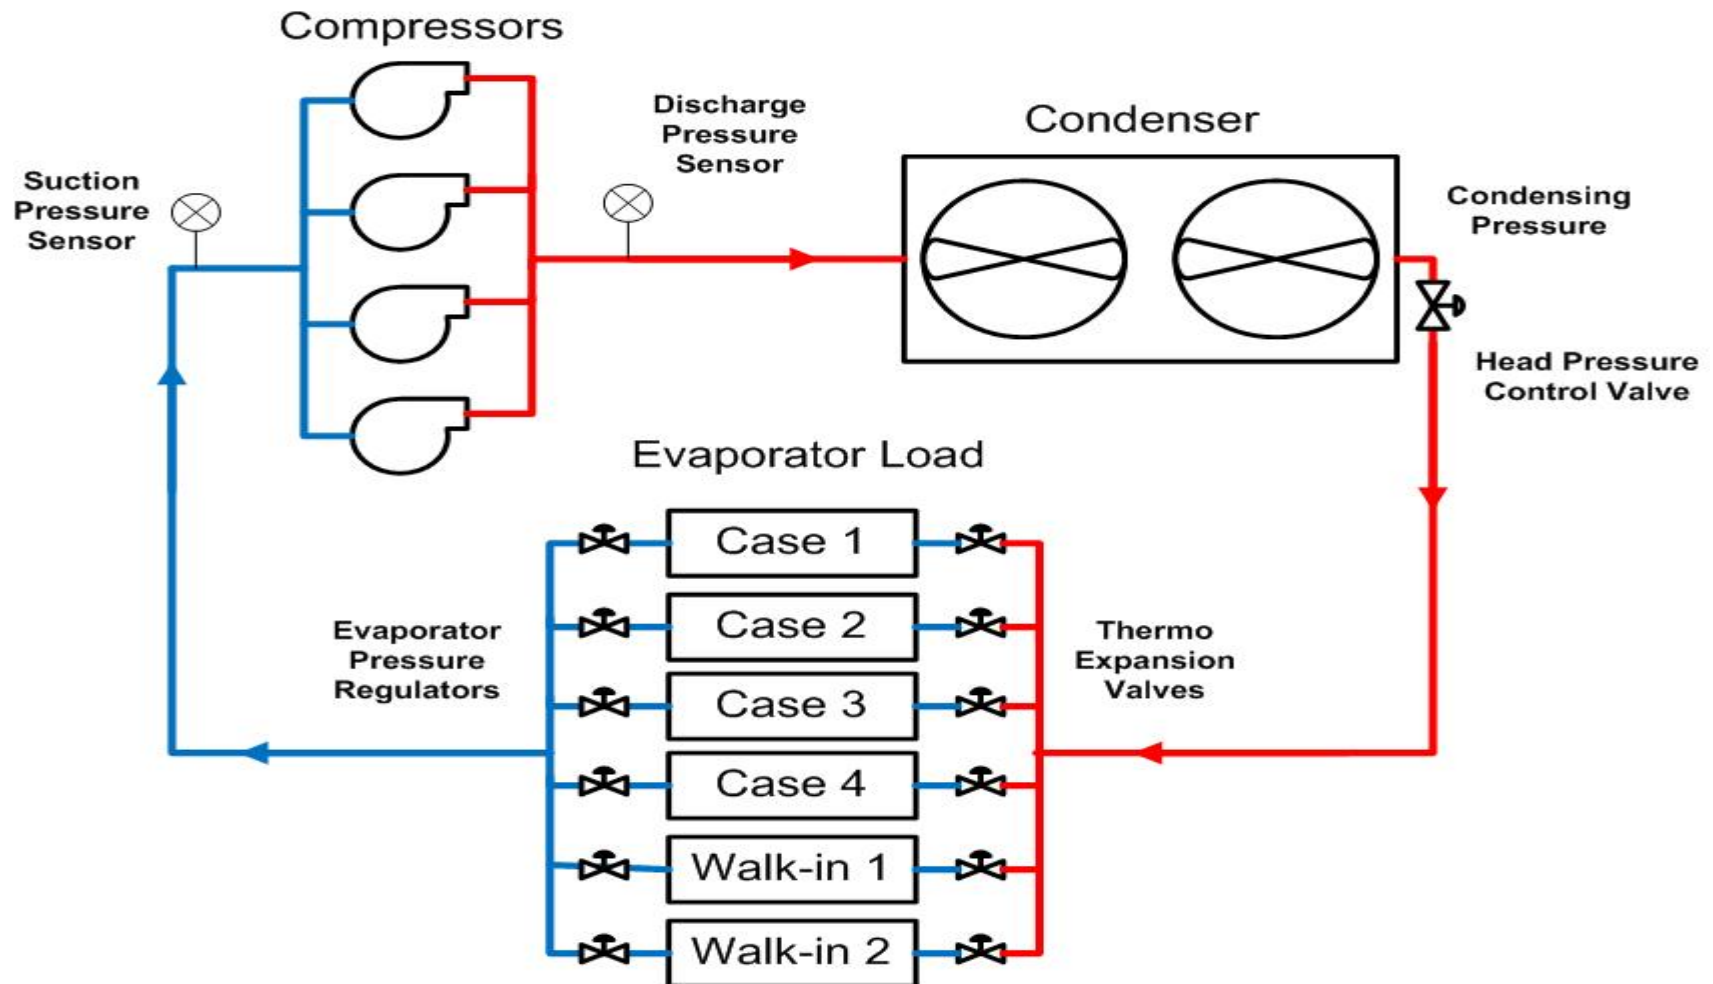 Compressors
Suction
Pressure
Sensor
Discharge
Pressure
Sensor
Condenser
Condensing
Pressure
Head Pressure
Control Valve
Evaporator Load
Case 1
Case 2
Case 3
Case 4
Walk-in 1
Walk-in 2
Evaporator
Pressure
Regulators
Thermo
Expansion
Valves